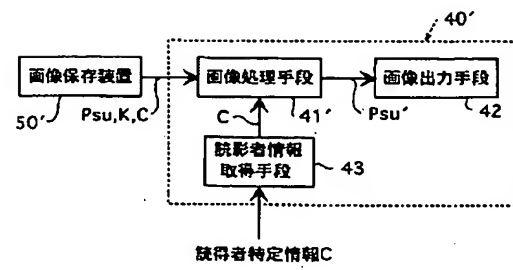 40′
画像保存装置
画像処理手段
画像出力手段
50′
Psu,K,C
C
41′
Psu′
42
読影者情報
取得手段
43
読得者特定情報C